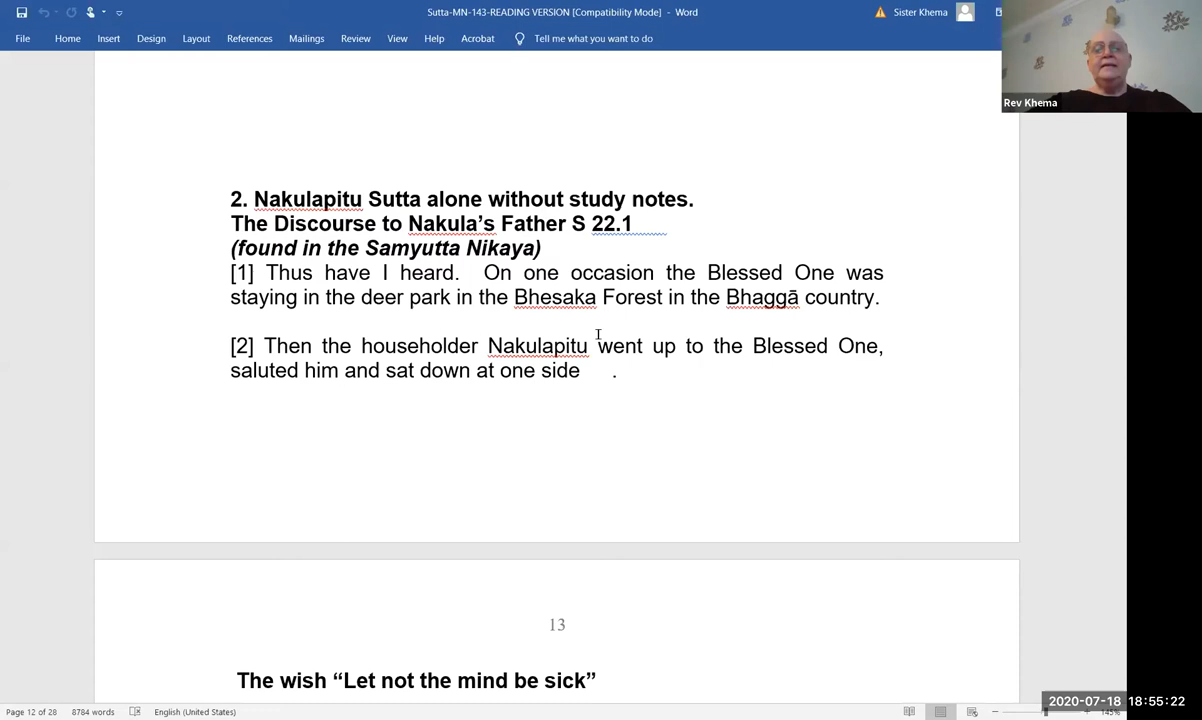 Sutta-MN-143-READING VERSION [Compatibility Mode] - Word
Sister Khema
File Home Insert Design Layout References Mailings Review View Help Acrobat Tell me what you want to do
Rev Khema
2. Nakulapitu Sutta alone without study notes.
The Discourse to Nakula’s Father S 22.1
(found in the Samyutta Nikaya)
[1] Thus have I heard. On one occasion the Blessed One was
staying in the deer park in the Bhesaka Forest in the Bhaggā country.
[2] Then the householder Nakulapitu went up to the Blessed One,
saluted him and sat down at one side .
13
The wish “Let not the mind be sick”
Page 12 of 28 8784 words English (United States)
2020-07-18 18:55:22
145%